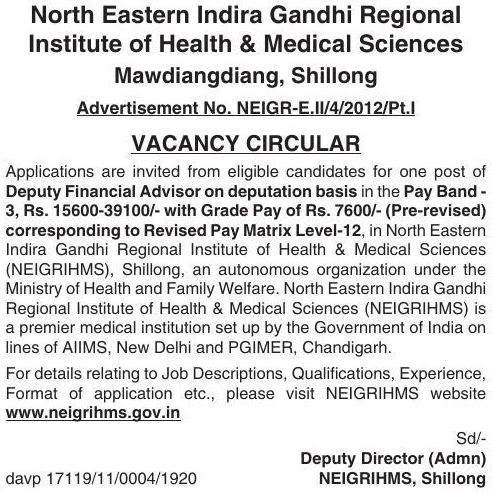 North Eastern Indira Gandhi Regional
Institute of Health & Medical Sciences
Mawdiangdiang, Shillong
Advertisement No. NEIGR-E.II/4/2012/Pt.I
VACANCY CIRCULAR
Applications are invited from eligible candidates for one post of
Deputy Financial Advisor on deputation basis in the Pay Band -
3, Rs. 15600-39100/- with Grade Pay of Rs. 7600/- (Pre-revised)
corresponding to Revised Pay Matrix Level-12, in North Eastern
Indira Gandhi Regional Institute of Health & Medical Sciences
(NEIGRIHMS), Shillong, an autonomous organization under the
Ministry of Health and Family Welfare. North Eastern Indira Gandhi
Regional Institute of Health & Medical Sciences (NEIGRIHMS) is
a premier medical institution set up by the Government of India on
lines of AIIMS, New Delhi and PGIMER, Chandigarh.
For details relating to Job Descriptions, Qualifications, Experience,
Format of application etc., please visit NEIGRIHMS website
www.neigrihms.gov.in
Sd/-
Deputy Director (Admn)
davp 17119/11/0004/1920 NEIGRIHMS, Shillong